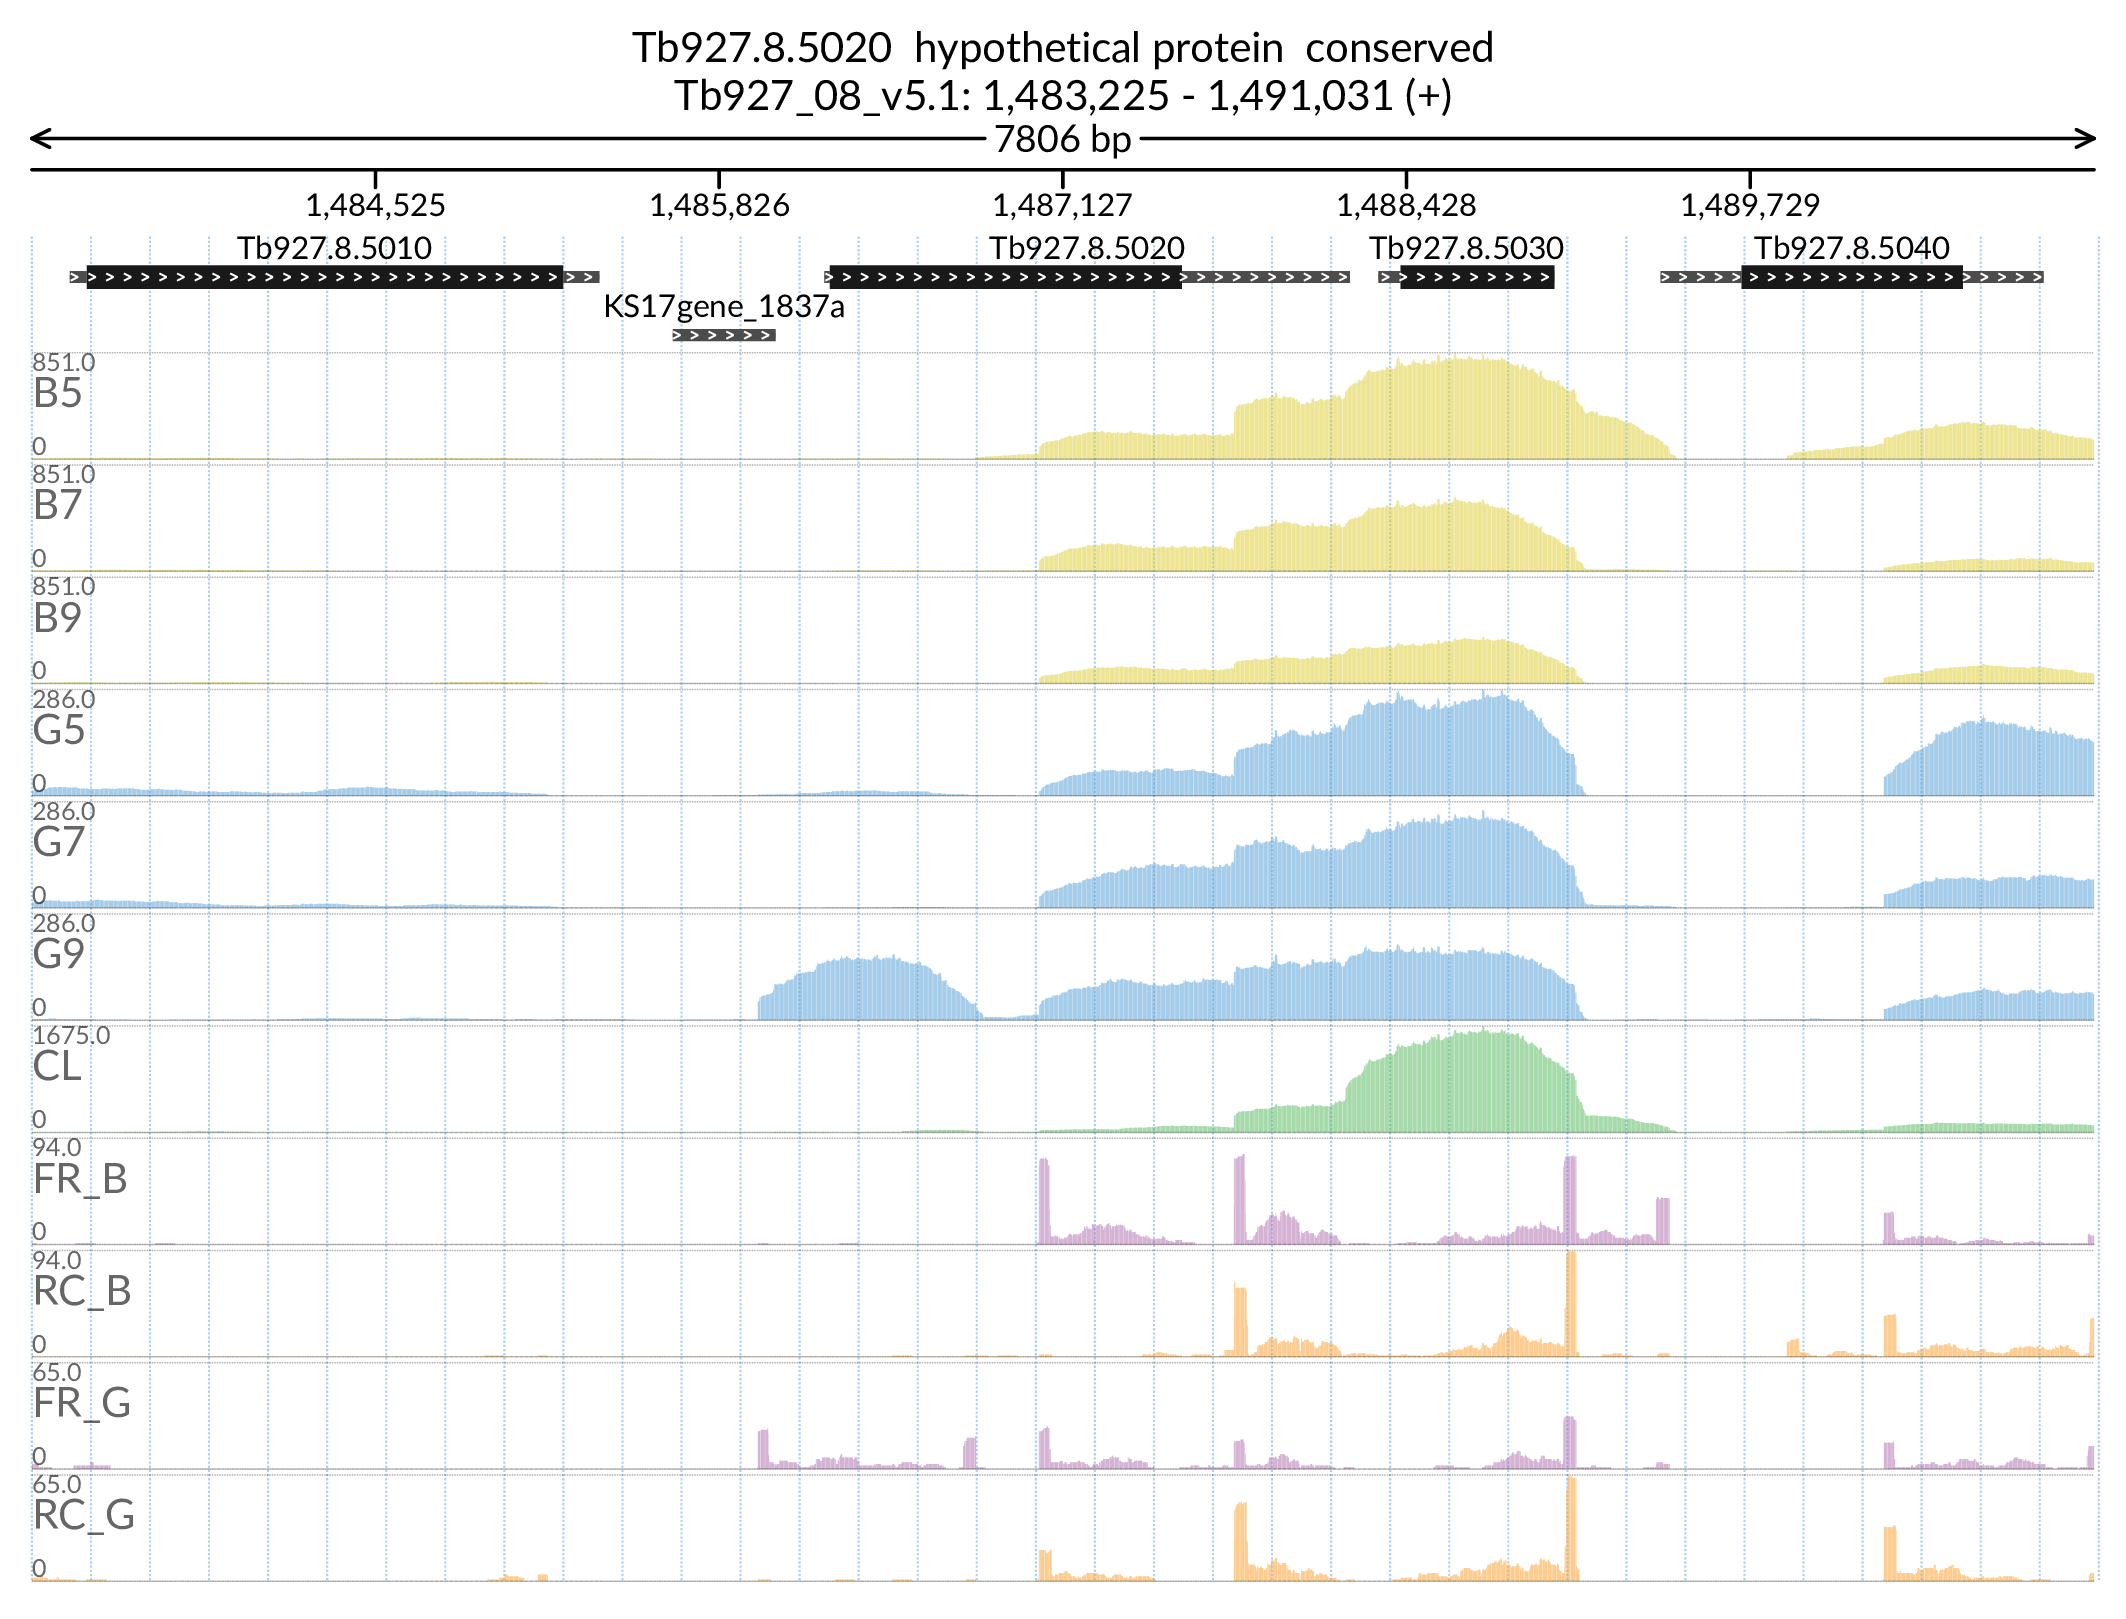 Tb927.8.5020 hypothetical protein conserved
Tb927_08_v5.1: 1,483,225 - 1,491,031 (+)
7806 bp
1,484,525 1,485,826 1,487,127 1,488,428 1,489,729
Tb927.8.5010 Tb927.8.5020 Tb927.8.5030 Tb927.8.5040
KS17gene_1837a
851.0
B5
0
851.0
B7
0
851.0
B9
0
286.0
G5
0
286.0
G7
0
286.0
G9
0
1675.0
CL
0
94.0
FR_B
0
94.0
RC_B
0
65.0
FR_G
0
65.0
RC_G
0